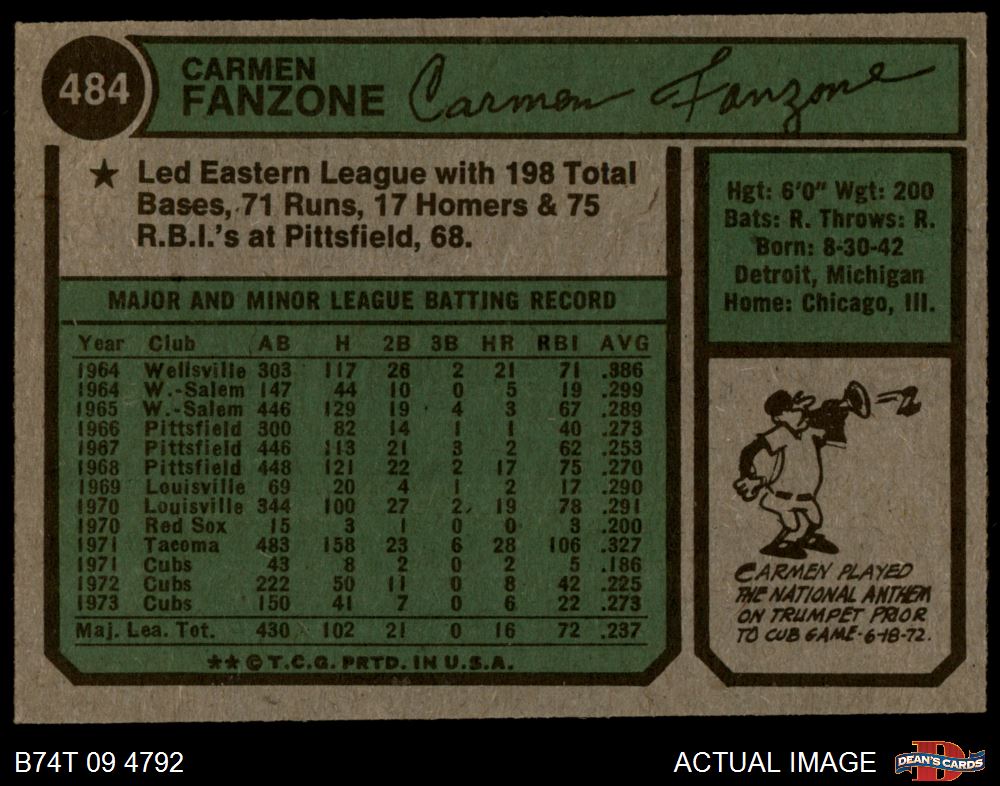 484
CARMEN
FANZONE
Carmen Fanzone
★ Led Eastern League with 198 Total
Bases, 71 Runs, 17 Homers & 75
R.B.I.'s at Pittsfield, 68.
MAJOR AND MINOR LEAGUE BATTING RECORD
Year Club AB H 2B 3B HR RBI AVG
1964 Wellsville 303 117 26 2 21 71 .386
1964 W.-Salem 147 44 10 0 5 19 .299
1965 W.-Salem 446 129 19 4 3 67 .289
1966 Pittsfield 300 82 14 1 1 40 .273
1967 Pittsfield 446 113 21 3 2 62 .253
1968 Pittsfield 448 121 22 2 17 75 .270
1969 Louisville 69 20 4 1 2 17 .290
1970 Louisville 344 100 27 2 19 78 .291
1970 Red Sox 15 3 1 0 0 3 .200
1971 Tacoma 483 158 23 6 28 106 .327
1971 Cubs 43 8 2 0 2 5 .186
1972 Cubs 222 50 11 0 8 42 .225
1973 Cubs 150 41 7 0 6 22 .273
Maj. Lea. Tot. 430 102 21 0 16 72 .237
★★ © T.C.G. PRTD. IN U.S.A.
Hgt: 6'0" Wgt: 200
Bats: R. Throws: R.
Born: 8-30-42
Detroit, Michigan
Home: Chicago, Ill.
CARMEN PLAYED
THE NATIONAL ANTHEM
ON TRUMPET PRIOR
TO CUB GAME-6-18-72.
B74T 09 4792
ACTUAL IMAGE
D
DEAN'S CARDS